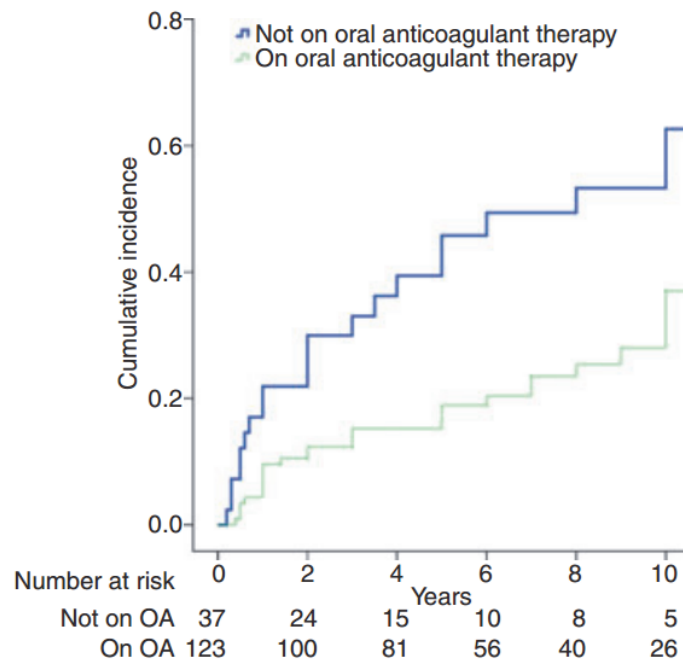 Not on oral anticoagulant therapy
On oral anticoagulant therapy
Cumulative incidence
0.8
0.6
0.4
0.2
0.0
0 2 4 6 8 10
Years
Number at risk
Not on OA 37 24 15 10 8 5
On OA 123 100 81 56 40 26